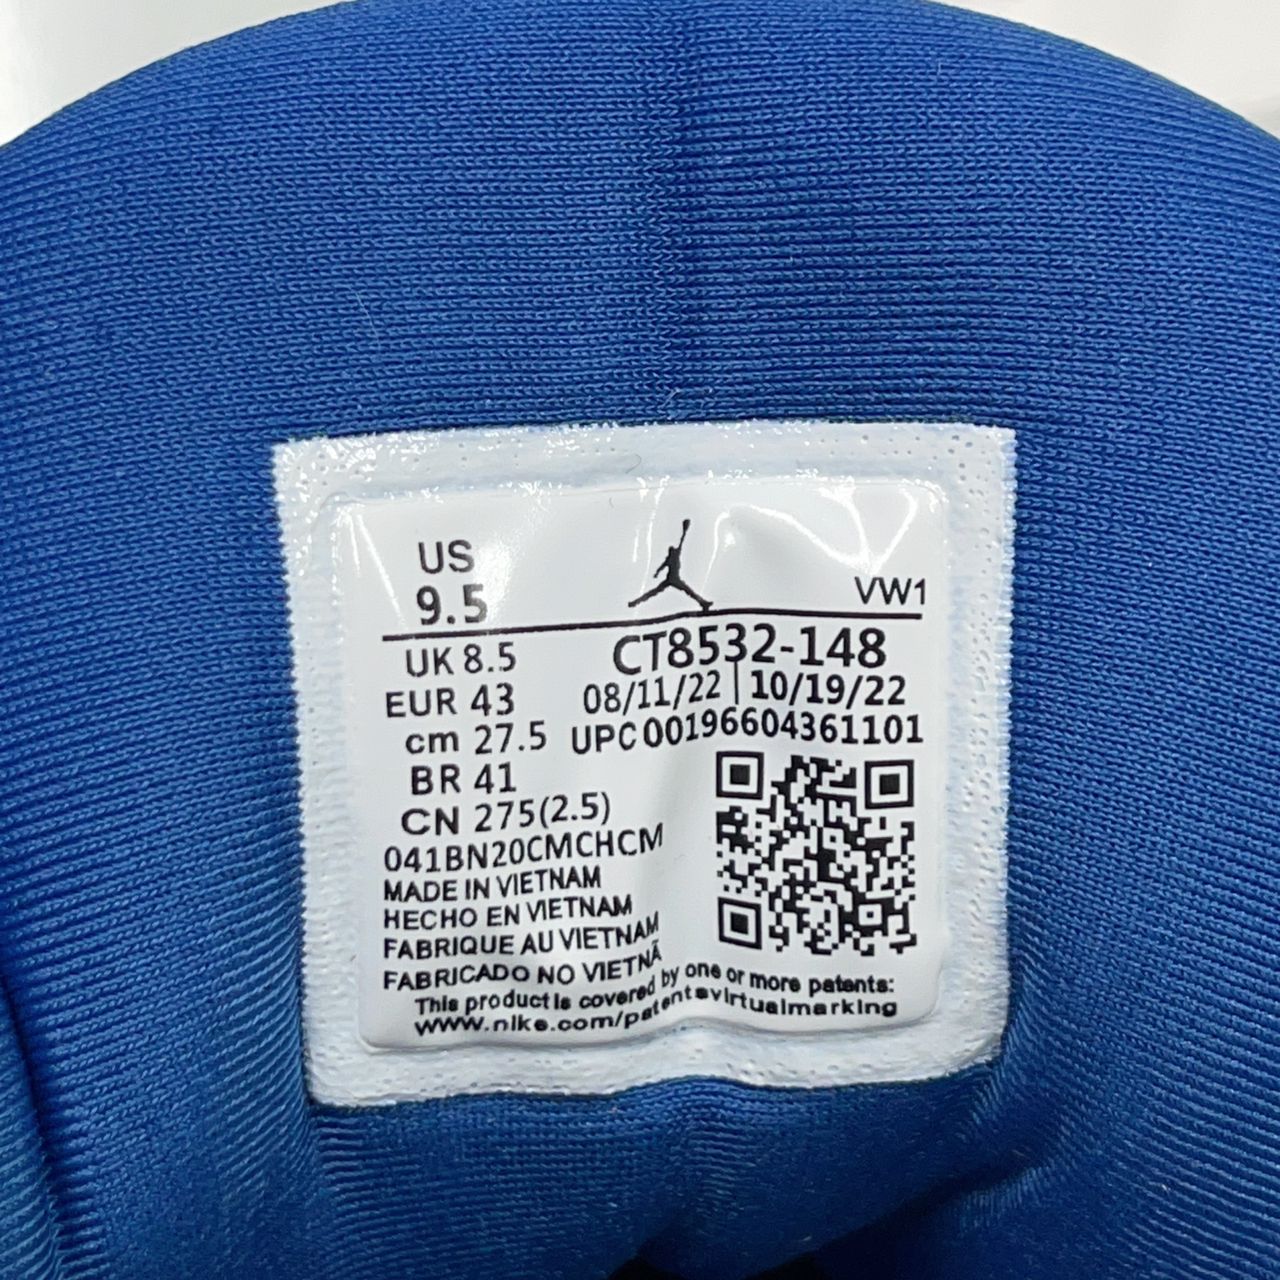 US
9.5
VW1
UK 8.5
CT8532-148
EUR 43
08/11/22 | 10/19/22
cm 27.5
UPC 00196604361101
BR 41
CN 275(2.5)
041BN20CMCHCM
MADE IN VIETNAM
HECHO EN VIETNAM
FABRIQUE AU VIETNAM
FABRICADO NO VIETNÃ
This product is covered by one or more patents:
www.nike.com/patentsvirtualmarking